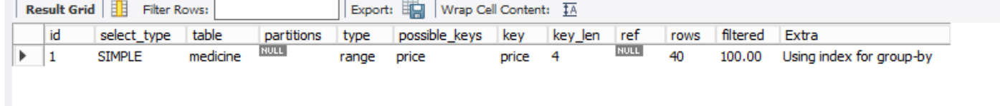 Result Grid Filter Rows: Export: Wrap Cell Content: IA
id select_type table partitions type possible_keys key key_len ref rows filtered Extra
1 SIMPLE medicine NULL range price price 4 NULL 40 100.00 Using index for group-by